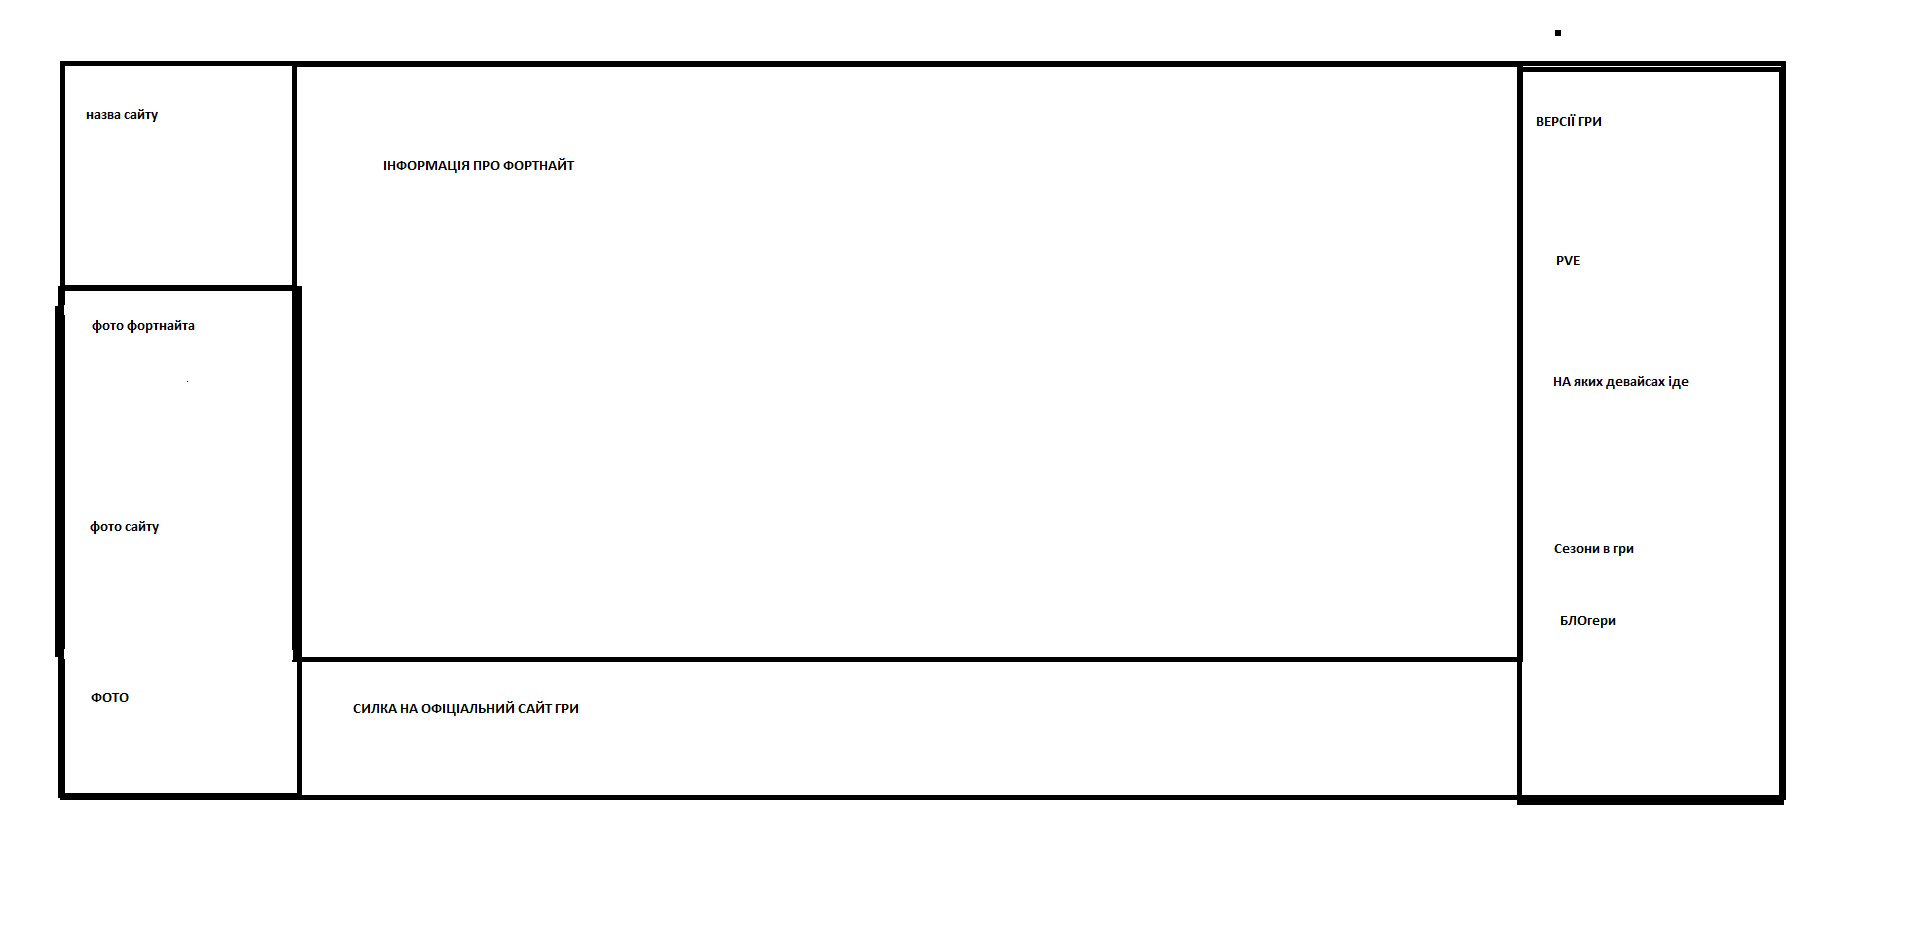 назва сайту
фото фортнайта
фото сайту
ФОТО
ІНФОРМАЦІЯ ПРО ФОРТНАЙТ
СИЛКА НА ОФІЦІАЛЬНИЙ САЙТ ГРИ
ВЕРСІЇ ГРИ
PVE
НА яких девайсах іде
Сезони в гри
БЛОгери